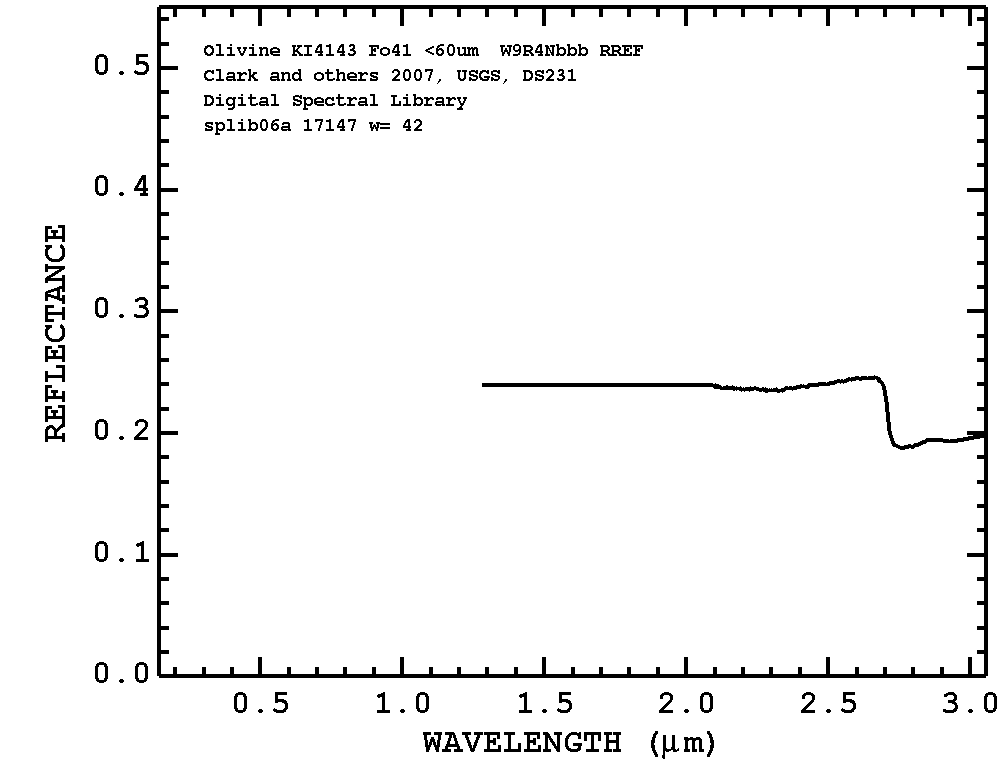 Olivine KI4143 Fo41 <60um W9R4Nbbb RREF
Clark and others 2007, USGS, DS231
Digital Spectral Library
splib06a 17147 w= 42
REFLECTANCE
0.5
0.4
0.3
0.2
0.1
0.0
0.5 1.0 1.5 2.0 2.5 3.0
WAVELENGTH (μm)